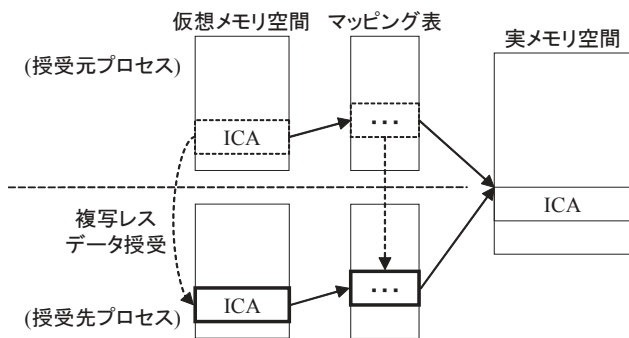 仮想メモリ空間
マッピング表
実メモリ空間
(授受元プロセス)
ICA
...
ICA
複写レス
データ授受
ICA
...
(授受先プロセス)